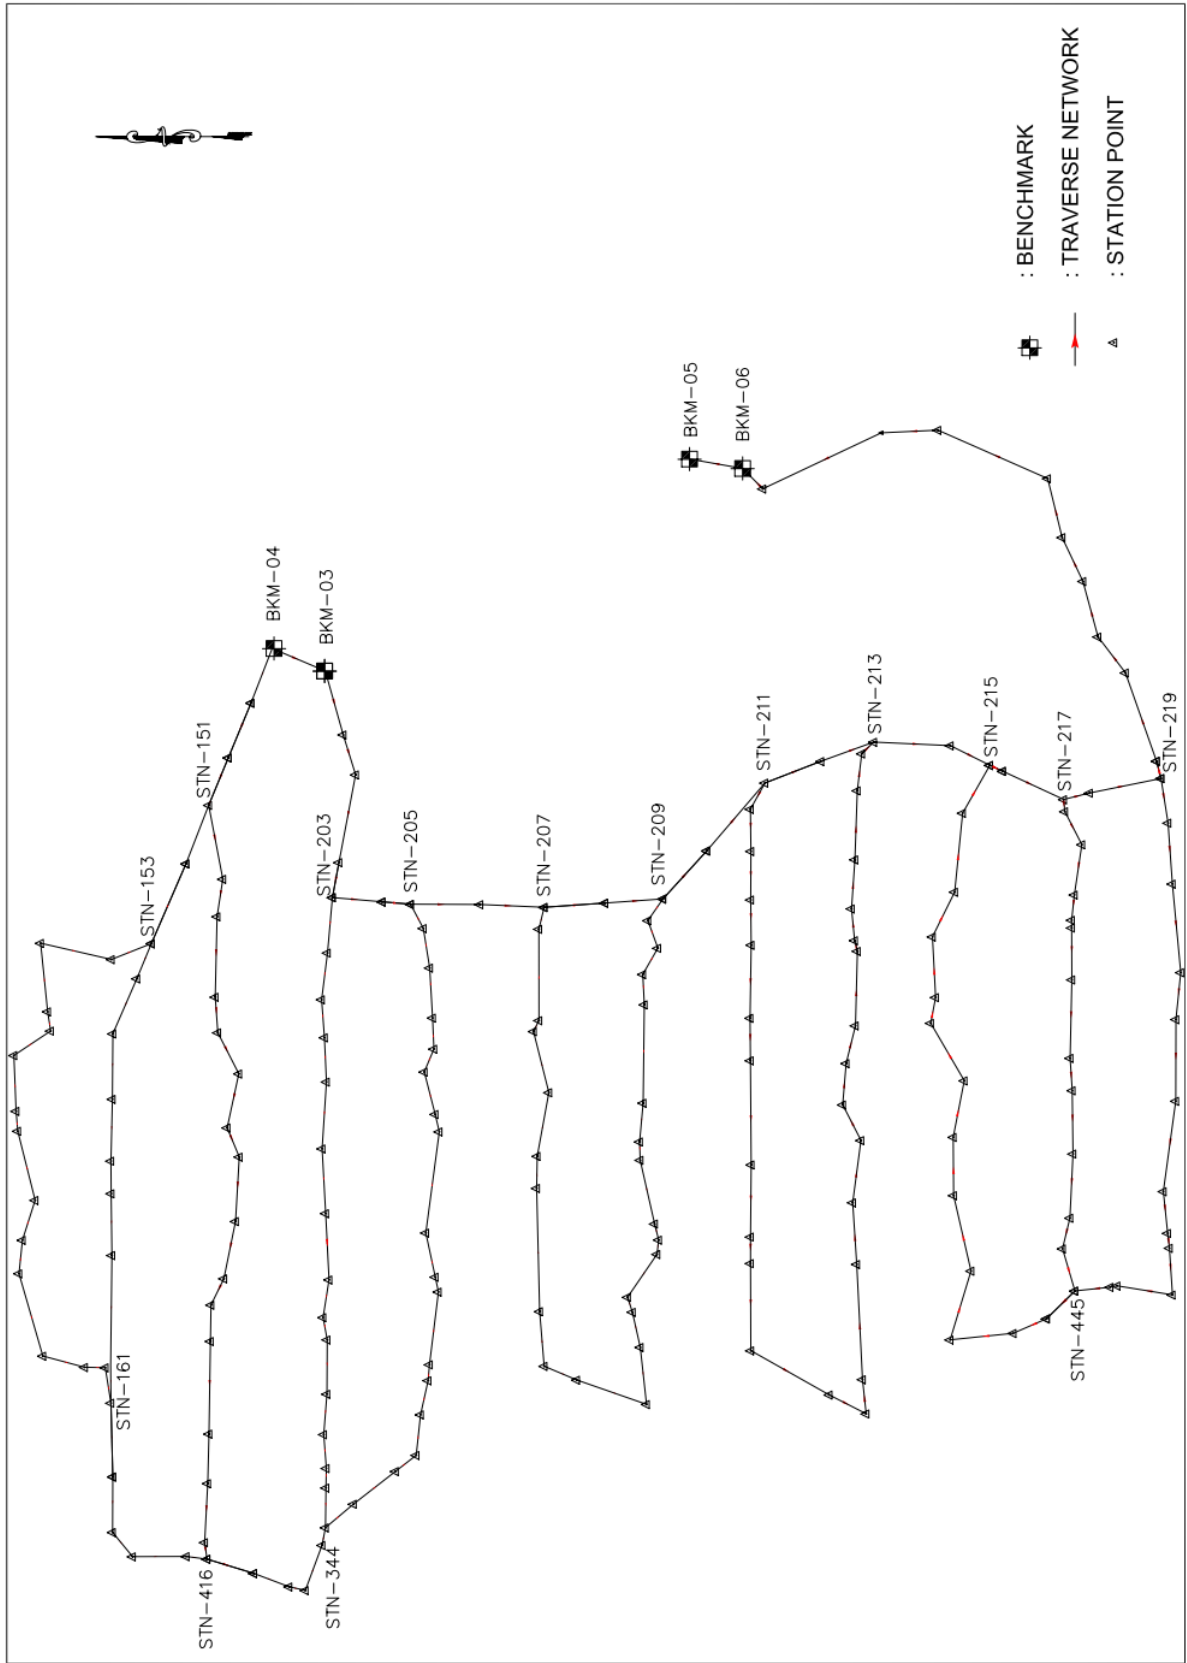 : BENCHMARK
: TRAVERSE NETWORK
: STATION POINT
BKM-05
BKM-06
BKM-04
BKM-03
STN-151
STN-153
STN-161
STN-203
STN-205
STN-207
STN-209
STN-211
STN-213
STN-215
STN-217
STN-219
STN-416
STN-344
STN-445